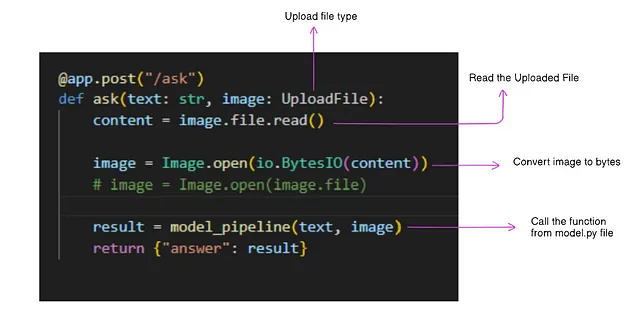 Upload file type
@app.post("/ask")
def ask(text: str, image: UploadFile):
    content = image.file.read()
Read the Uploaded File
    image = Image.open(io.BytesIO(content))
Convert image to bytes
    # image = Image.open(image.file)
    result = model_pipeline(text, image)
Call the function
from model.py file
    return {"answer": result}